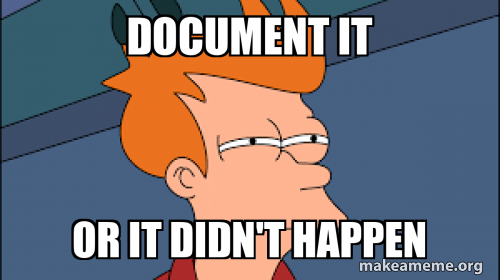 DOCUMENT IT
OR IT DIDN'T HAPPEN
makeameme.org